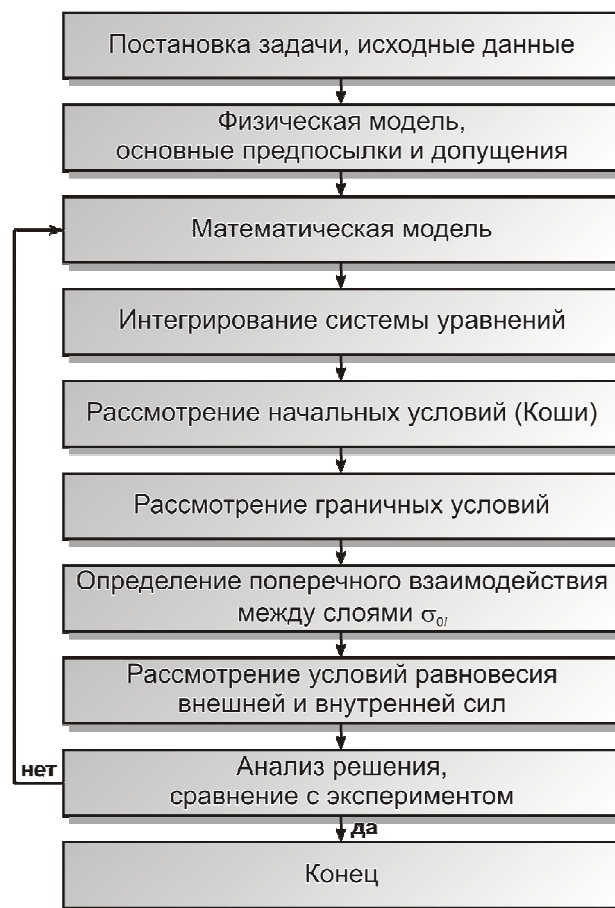 Постановка задачи, исходные данные
Физическая модель,
основные предпосылки и допущения
Математическая модель
Интегрирование системы уравнений
Рассмотрение начальных условий (Коши)
Рассмотрение граничных условий
Определение поперечного взаимодействия
между слоями σ₀ᵢ
Рассмотрение условий равновесия
внешней и внутренней сил
нет
Анализ решения,
сравнение с экспериментом
да
Конец